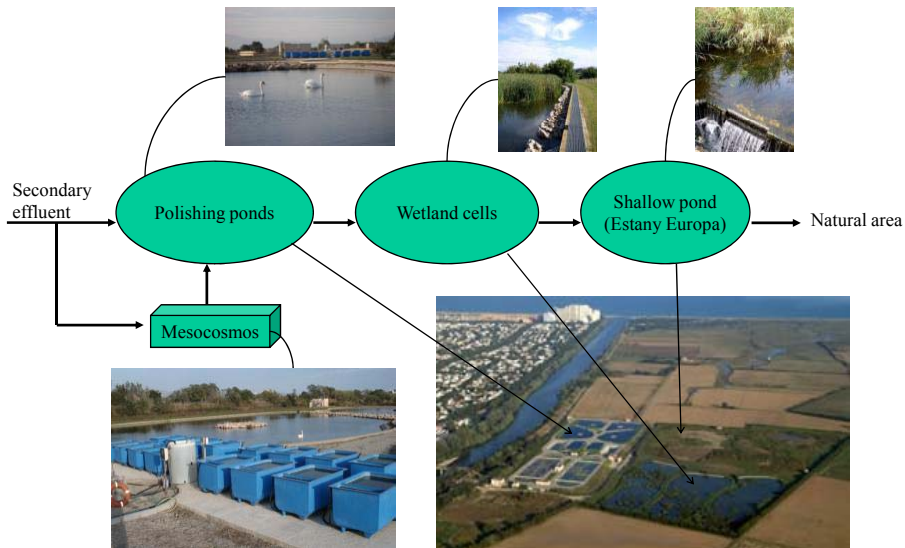 Secondary
effluent
Polishing ponds
Wetland cells
Shallow pond
(Estany Europa)
Natural area
Mesocosmos